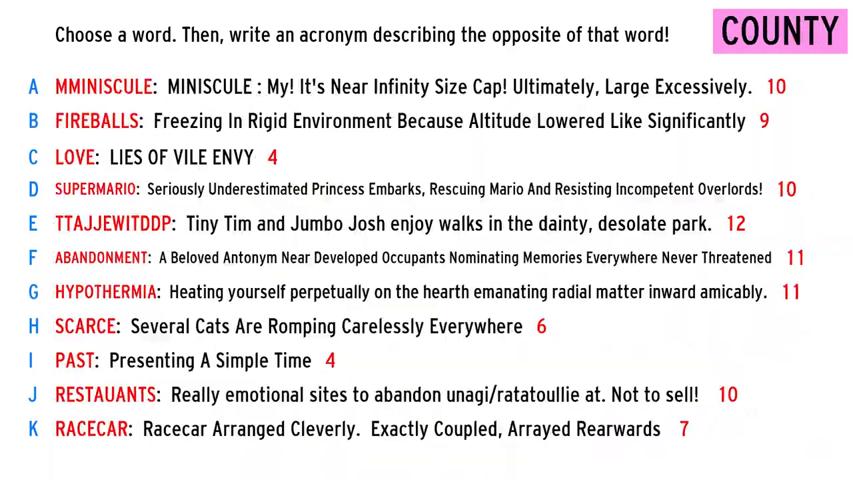 Choose a word. Then, write an acronym describing the opposite of that word!
COUNTY
A MMINISCULE: MINISCULE : My! It's Near Infinity Size Cap! Ultimately, Large Excessively. 10
B FIREBALLS: Freezing In Rigid Environment Because Altitude Lowered Like Significantly 9
C LOVE: LIES OF VILE ENVY 4
D SUPERMARIO: Seriously Underestimated Princess Embarks, Rescuing Mario And Resisting Incompetent Overlords! 10
E TTAJJEWITDDP: Tiny Tim and Jumbo Josh enjoy walks in the dainty, desolate park. 12
F ABANDONMENT: A Beloved Antonym Near Developed Occupants Nominating Memories Everywhere Never Threatened 11
G HYPOTHERMIA: Heating yourself perpetually on the hearth emanating radial matter inward amicably. 11
H SCARCE: Several Cats Are Romping Carelessly Everywhere 6
I PAST: Presenting A Simple Time 4
J RESTAUANTS: Really emotional sites to abandon unagi/ratatoullie at. Not to sell! 10
K RACECAR: Racecar Arranged Cleverly. Exactly Coupled, Arrayed Rearwards 7